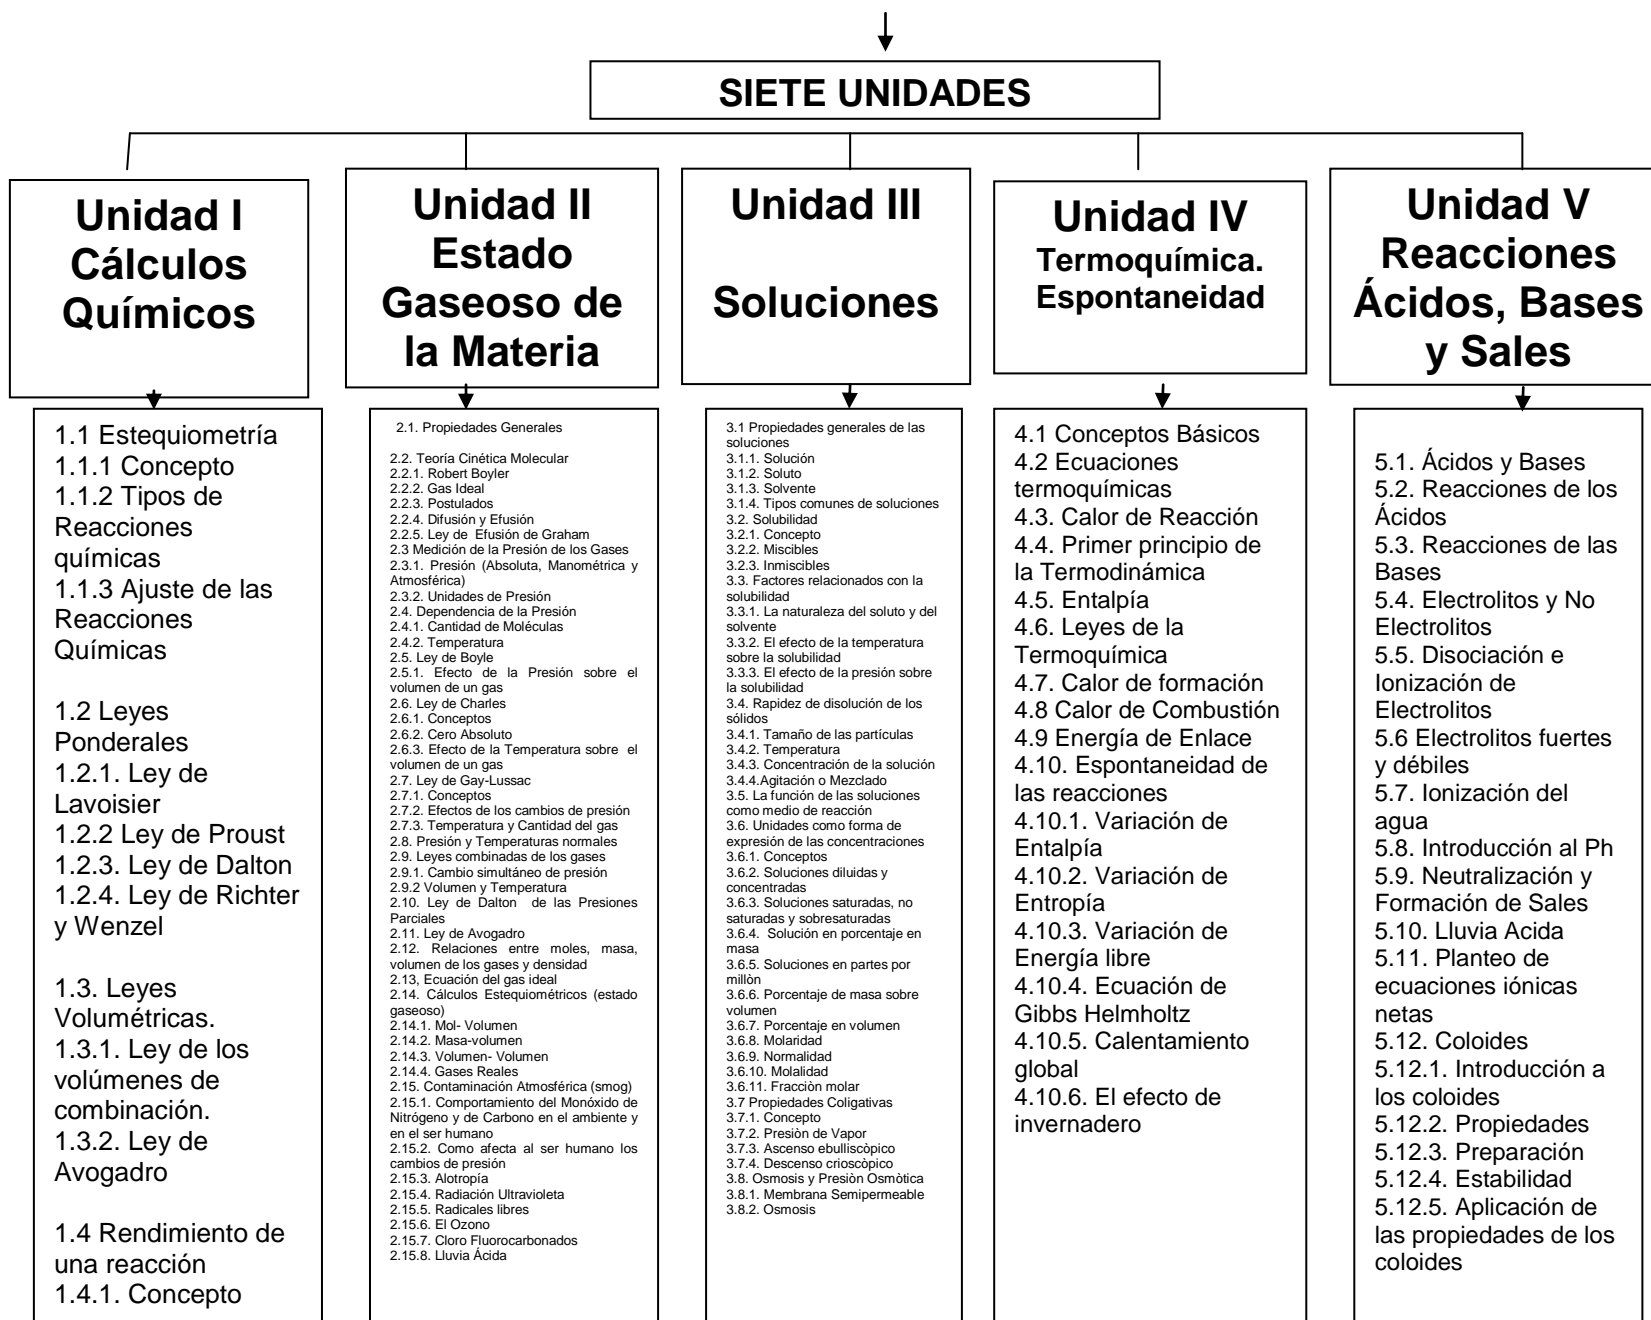 SIETE UNIDADES
Unidad I
Cálculos
Químicos
1.1 Estequiometría
1.1.1 Concepto
1.1.2 Tipos de
Reacciones
químicas
1.1.3 Ajuste de las
Reacciones
Químicas
1.2 Leyes
Ponderales
1.2.1. Ley de
Lavoisier
1.2.2 Ley de Proust
1.2.3. Ley de Dalton
1.2.4. Ley de Richter
y Wenzel
1.3. Leyes
Volumétricas.
1.3.1. Ley de los
volúmenes de
combinación.
1.3.2. Ley de
Avogadro
1.4 Rendimiento de
una reacción
1.4.1. Concepto
Unidad II
Estado
Gaseoso de
la Materia
2.1. Propiedades Generales
2.2. Teoría Cinética Molecular
2.2.1. Robert Boyler
2.2.2. Gas Ideal
2.2.3. Postulados
2.2.4. Difusión y Efusión
2.2.5. Ley de Efusión de Graham
2.3 Medición de la Presión de los Gases
2.3.1. Presión (Absoluta, Manométrica y
Atmosférica)
2.3.2. Unidades de Presión
2.4. Dependencia de la Presión
2.4.1. Cantidad de Moléculas
2.4.2. Temperatura
2.5. Ley de Boyle
2.5.1. Efecto de la Presión sobre el
volumen de un gas
2.6. Ley de Charles
2.6.1. Conceptos
2.6.2. Cero Absoluto
2.6.3. Efecto de la Temperatura sobre el
volumen de un gas
2.7. Ley de Gay-Lussac
2.7.1. Conceptos
2.7.2. Efectos de los cambios de presión
2.7.3. Temperatura y Cantidad del gas
2.8. Presión y Temperaturas normales
2.9. Leyes combinadas de los gases
2.9.1. Cambio simultáneo de presión
2.9.2 Volumen y Temperatura
2.10. Ley de Dalton de las Presiones
Parciales
2.11. Ley de Avogadro
2.12. Relaciones entre moles, masa,
volumen de los gases y densidad
2.13, Ecuación del gas ideal
2.14. Cálculos Estequiométricos (estado
gaseoso)
2.14.1. Mol- Volumen
2.14.2. Masa-volumen
2.14.3. Volumen- Volumen
2.14.4. Gases Reales
2.15. Contaminación Atmosférica (smog)
2.15.1. Comportamiento del Monóxido de
Nitrógeno y de Carbono en el ambiente y
en el ser humano
2.15.2. Como afecta al ser humano los
cambios de presión
2.15.3. Alotropía
2.15.4. Radiación Ultravioleta
2.15.5. Radicales libres
2.15.6. El Ozono
2.15.7. Cloro Fluorocarbonados
2.15.8. Lluvia Ácida
Unidad III
Soluciones
3.1 Propiedades generales de las
soluciones
3.1.1. Solución
3.1.2. Soluto
3.1.3. Solvente
3.1.4. Tipos comunes de soluciones
3.2. Solubilidad
3.2.1. Concepto
3.2.2. Miscibles
3.2.3. Inmiscibles
3.3. Factores relacionados con la
solubilidad
3.3.1. La naturaleza del soluto y del
solvente
3.3.2. El efecto de la temperatura
sobre la solubilidad
3.3.3. El efecto de la presión sobre
la solubilidad
3.4. Rapidez de disolución de los
sólidos
3.4.1. Tamaño de las partículas
3.4.2. Temperatura
3.4.3. Concentración de la solución
3.4.4.Agitación o Mezclado
3.5. La función de las soluciones
como medio de reacción
3.6. Unidades como forma de
expresión de las concentraciones
3.6.1. Conceptos
3.6.2. Soluciones diluidas y
concentradas
3.6.3. Soluciones saturadas, no
saturadas y sobresaturadas
3.6.4. Solución en porcentaje en
masa
3.6.5. Soluciones en partes por
millòn
3.6.6. Porcentaje de masa sobre
volumen
3.6.7. Porcentaje en volumen
3.6.8. Molaridad
3.6.9. Normalidad
3.6.10. Molalidad
3.6.11. Fracciòn molar
3.7 Propiedades Coligativas
3.7.1. Concepto
3.7.2. Presiòn de Vapor
3.7.3. Ascenso ebulliscòpico
3.7.4. Descenso crioscòpico
3.8. Osmosis y Presiòn Osmòtica
3.8.1. Membrana Semipermeable
3.8.2. Osmosis
Unidad IV
Termoquímica.
Espontaneidad
4.1 Conceptos Básicos
4.2 Ecuaciones
termoquímicas
4.3. Calor de Reacción
4.4. Primer principio de
la Termodinámica
4.5. Entalpía
4.6. Leyes de la
Termoquímica
4.7. Calor de formación
4.8 Calor de Combustión
4.9 Energía de Enlace
4.10. Espontaneidad de
las reacciones
4.10.1. Variación de
Entalpía
4.10.2. Variación de
Entropía
4.10.3. Variación de
Energía libre
4.10.4. Ecuación de
Gibbs Helmholtz
4.10.5. Calentamiento
global
4.10.6. El efecto de
invernadero
Unidad V
Reacciones
Ácidos, Bases
y Sales
5.1. Ácidos y Bases
5.2. Reacciones de los
Ácidos
5.3. Reacciones de las
Bases
5.4. Electrolitos y No
Electrolitos
5.5. Disociación e
Ionización de
Electrolitos
5.6 Electrolitos fuertes
y débiles
5.7. Ionización del
agua
5.8. Introducción al Ph
5.9. Neutralización y
Formación de Sales
5.10. Lluvia Acida
5.11. Planteo de
ecuaciones iónicas
netas
5.12. Coloides
5.12.1. Introducción a
los coloides
5.12.2. Propiedades
5.12.3. Preparación
5.12.4. Estabilidad
5.12.5. Aplicación de
las propiedades de los
coloides